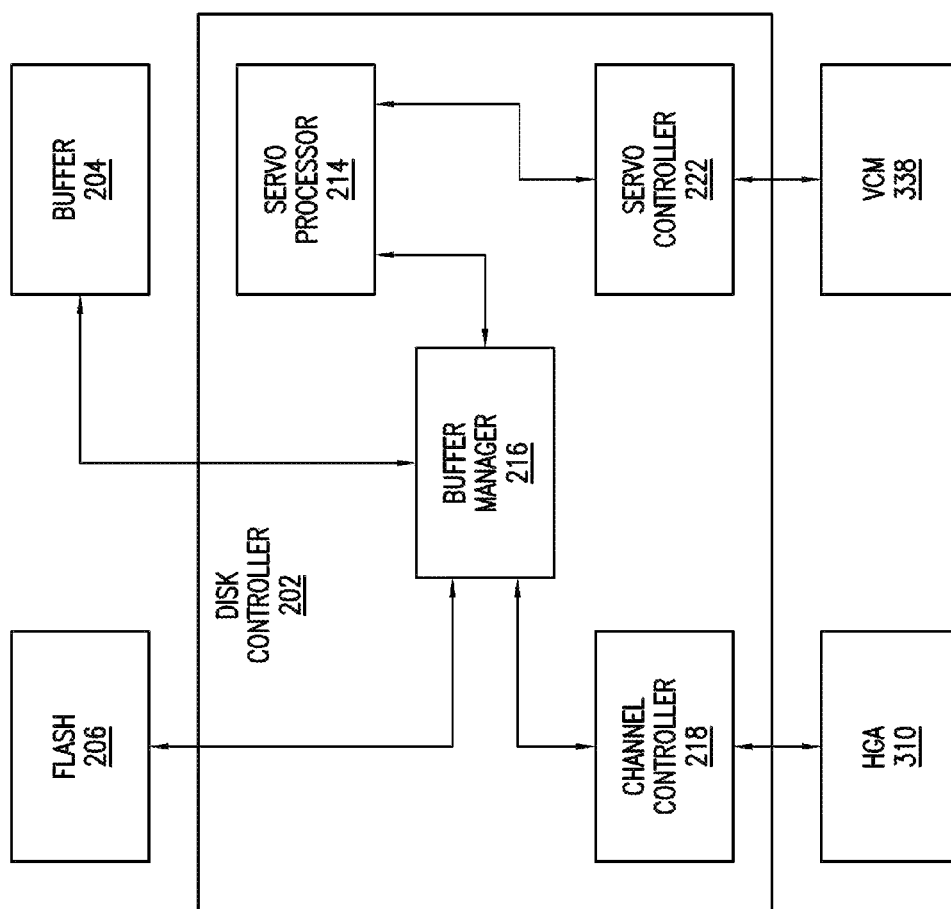 FLASH
206
BUFFER
204
DISK
CONTROLLER
202
SERVO
PROCESSOR
214
BUFFER
MANAGER
216
CHANNEL
CONTROLLER
218
SERVO
CONTROLLER
222
HGA
310
VCM
338